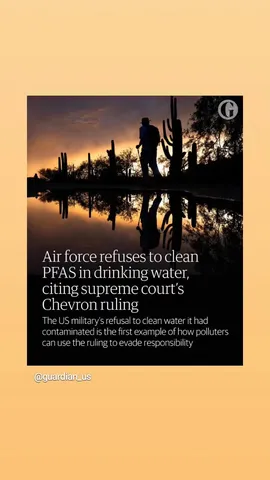 Air force refuses to clean
PFAS in drinking water,
citing supreme court's
Chevron ruling
The US military's refusal to clean water it had
contaminated is the first example of how polluters
can use the ruling to evade responsibility
@guardian_us